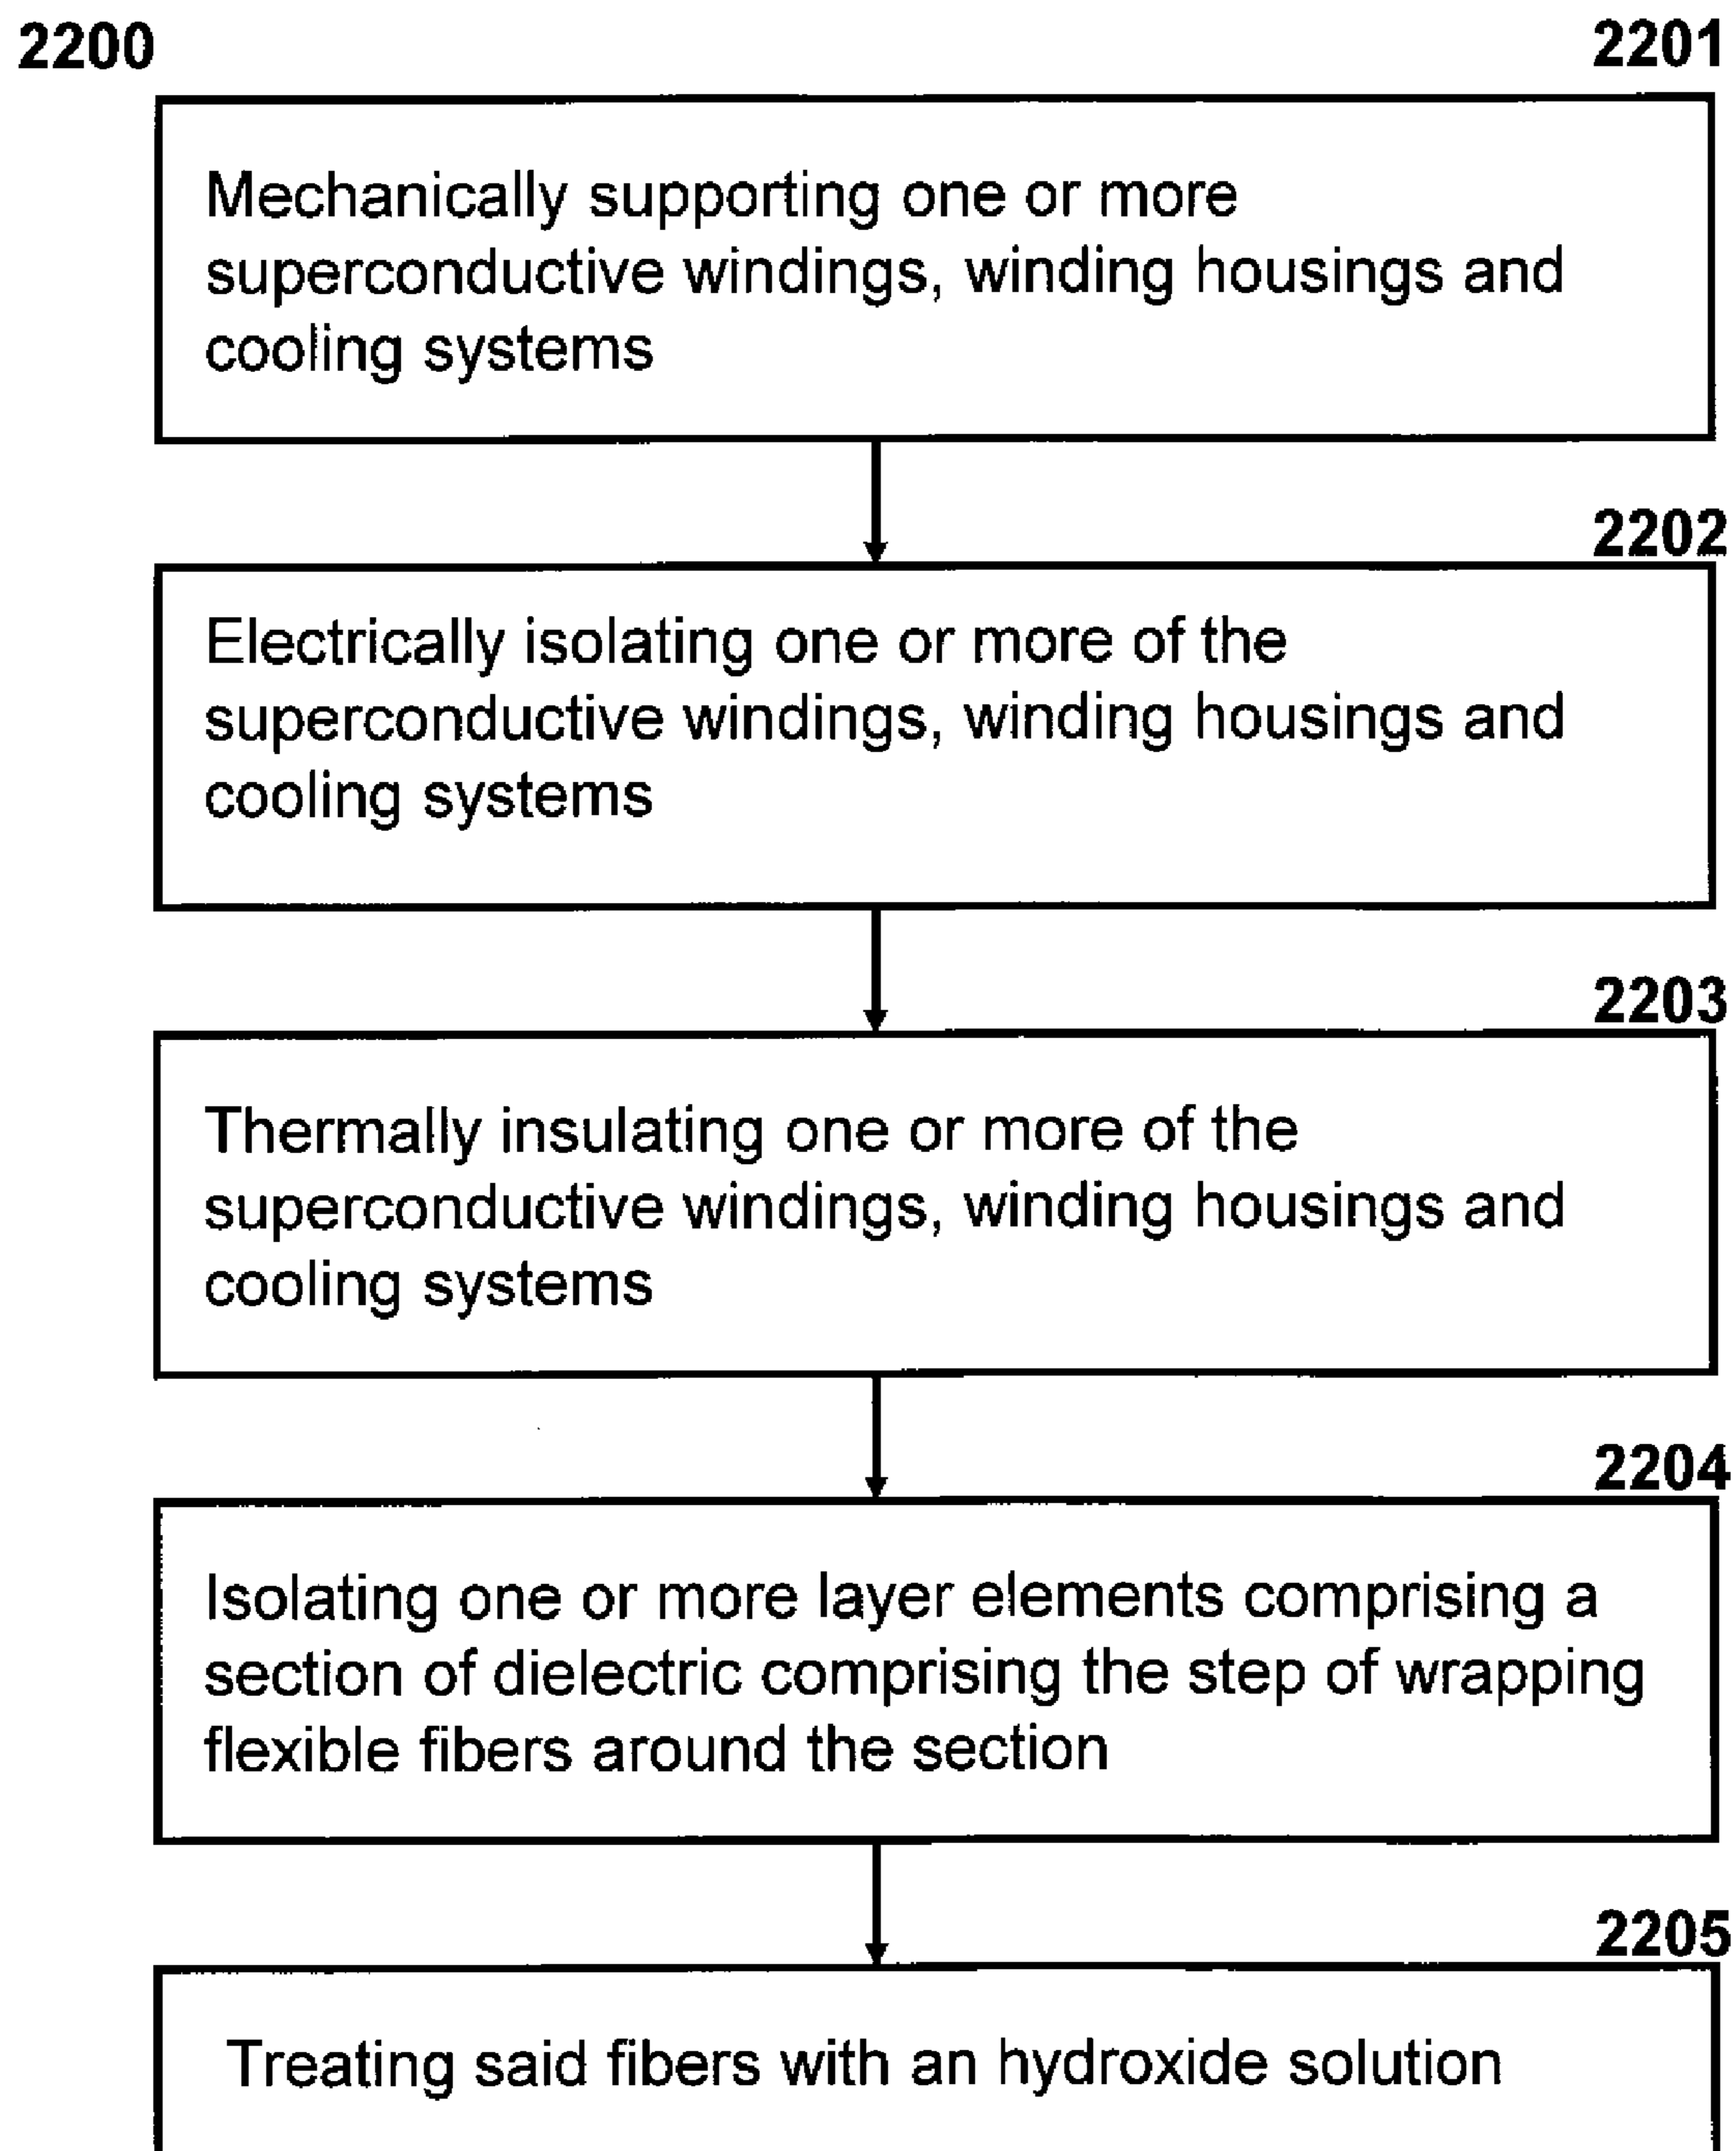 2200 2201
Mechanically supporting one or more
superconductive windings, winding housings and
cooling systems
2202
Electrically isolating one or more of the
superconductive windings, winding housings and
cooling systems
2203
Thermally insulating one or more of the
superconductive windings, winding housings and
cooling systems
2204
Isolating one or more layer elements comprising a
section of dielectric comprising the step of wrapping
flexible fibers around the section
2205
Treating said fibers with an hydroxide solution